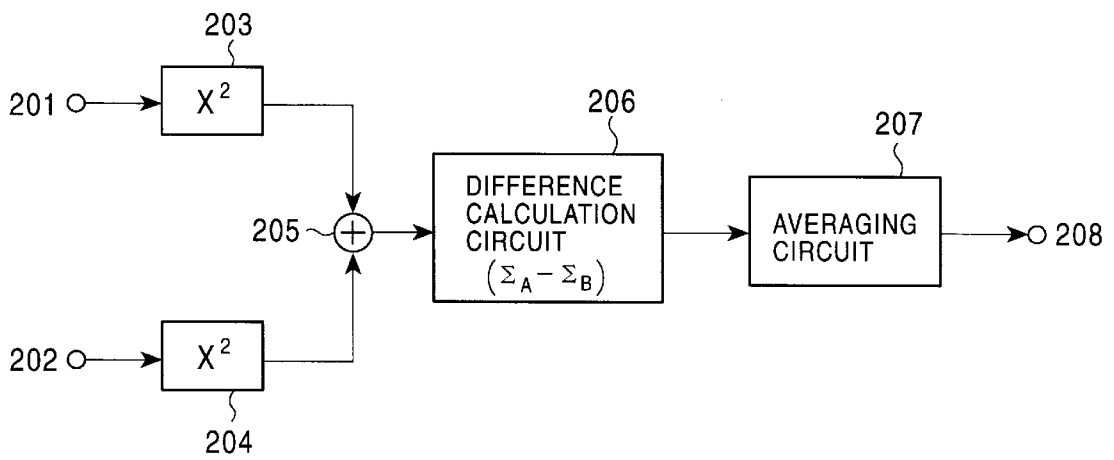 203
201
X²
206
207
205
+
DIFFERENCE
CALCULATION
CIRCUIT
(Σ_A − Σ_B)
AVERAGING
CIRCUIT
208
202
X²
204